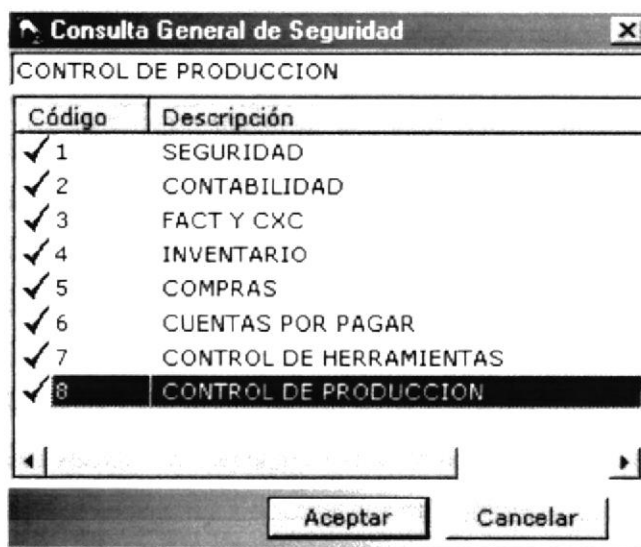 Consulta General de Seguridad
CONTROL DE PRODUCCION
Código Descripción
1 SEGURIDAD
2 CONTABILIDAD
3 FACT Y CXC
4 INVENTARIO
5 COMPRAS
6 CUENTAS POR PAGAR
7 CONTROL DE HERRAMIENTAS
8 CONTROL DE PRODUCCION
Aceptar Cancelar